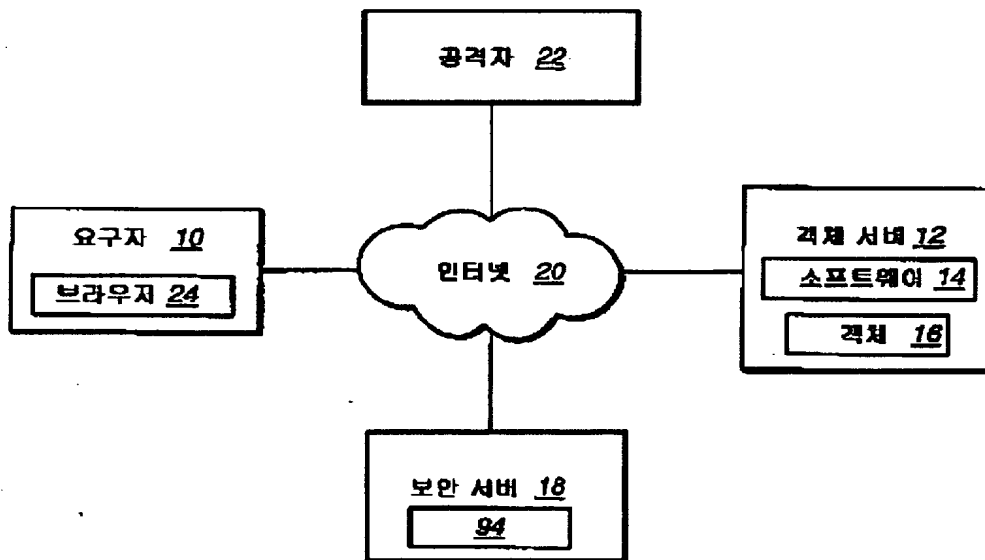 공격자 22
요구자 10
브라우저 24
인터넷 20
객체 서버 12
소프트웨어 14
객체 16
보안 서버 18
94